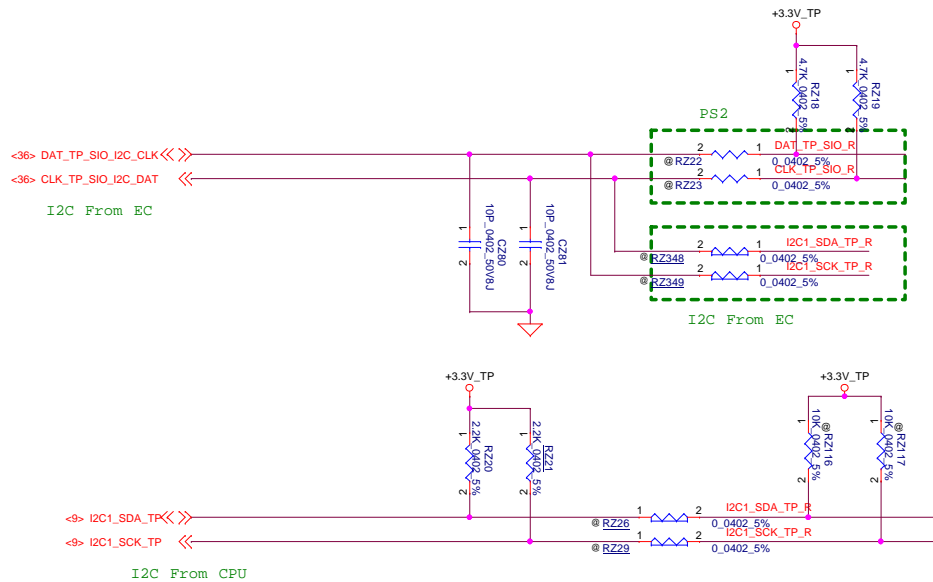 +3.3V_TP
1
4.7K_0402_5%
RZ18
2
1
4.7K_0402_5%
RZ19
2
PS2
<36> DAT_TP_SIO_I2C_CLK
2
1
DAT_TP_SIO_R
@ RZ22
0_0402_5%
<36> CLK_TP_SIO_I2C_DAT
2
1
CLK_TP_SIO_R
@ RZ23
0_0402_5%
I2C From EC
1
10P_0402_50V8J
CZ80
2
1
10P_0402_50V8J
CZ81
2
2
1
I2C1_SDA_TP_R
@ RZ348
0_0402_5%
2
1
I2C1_SCK_TP_R
@ RZ349
0_0402_5%
I2C From EC
+3.3V_TP
1
2.2K_0402_5%
RZ20
2
1
2.2K_0402_5%
RZ21
2
+3.3V_TP
1
10K_0402_5%
@ RZ116
2
1
10K_0402_5%
@ RZ117
2
<9> I2C1_SDA_TP
1
2
I2C1_SDA_TP_R
@ RZ26
0_0402_5%
<9> I2C1_SCK_TP
1
2
I2C1_SCK_TP_R
@ RZ29
0_0402_5%
I2C From CPU